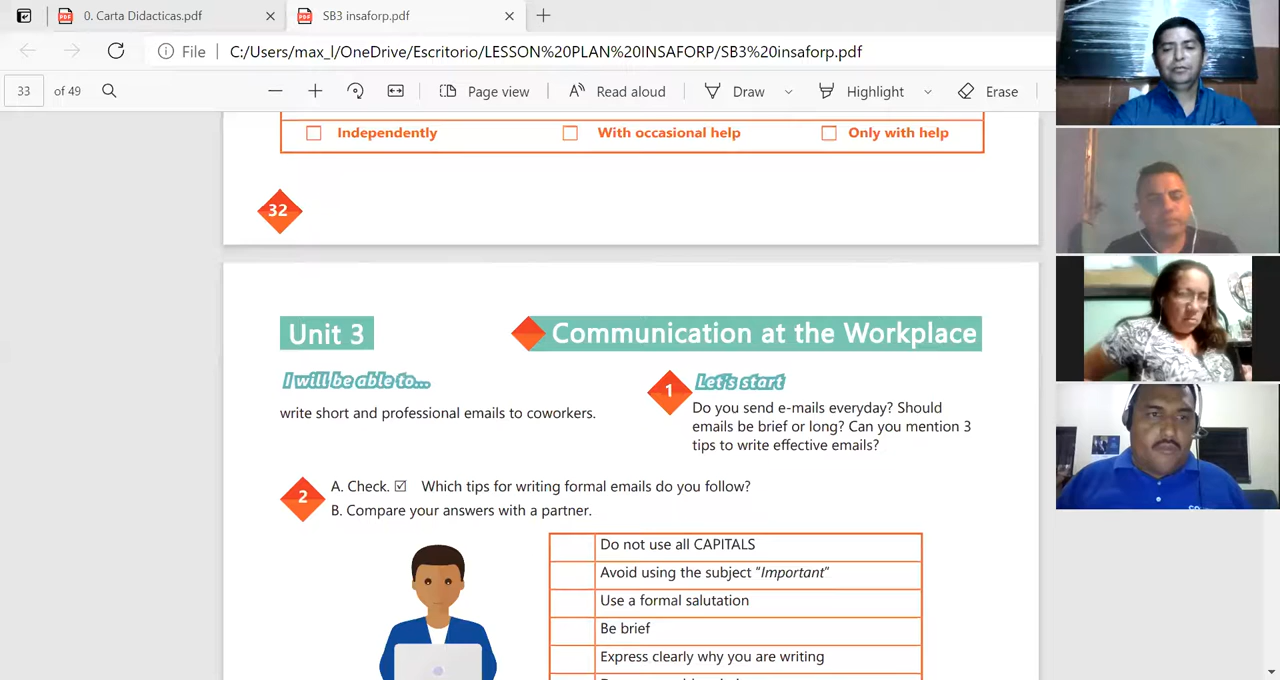 0. Carta Didacticas.pdf
SB3 insaforp.pdf
File
C:/Users/max_l/OneDrive/Escritorio/LESSON%20PLAN%20INSAFORP/SB3%20insaforp.pdf
33 of 49
Page view
Read aloud
Draw
Highlight
Erase
Independently
With occasional help
Only with help
32
Unit 3
Communication at the Workplace
I will be able to...
write short and professional emails to coworkers.
1
Let's start
Do you send e-mails everyday? Should
emails be brief or long? Can you mention 3
tips to write effective emails?
2
A. Check. ☑ Which tips for writing formal emails do you follow?
B. Compare your answers with a partner.
Do not use all CAPITALS
Avoid using the subject “Important”
Use a formal salutation
Be brief
Express clearly why you are writing